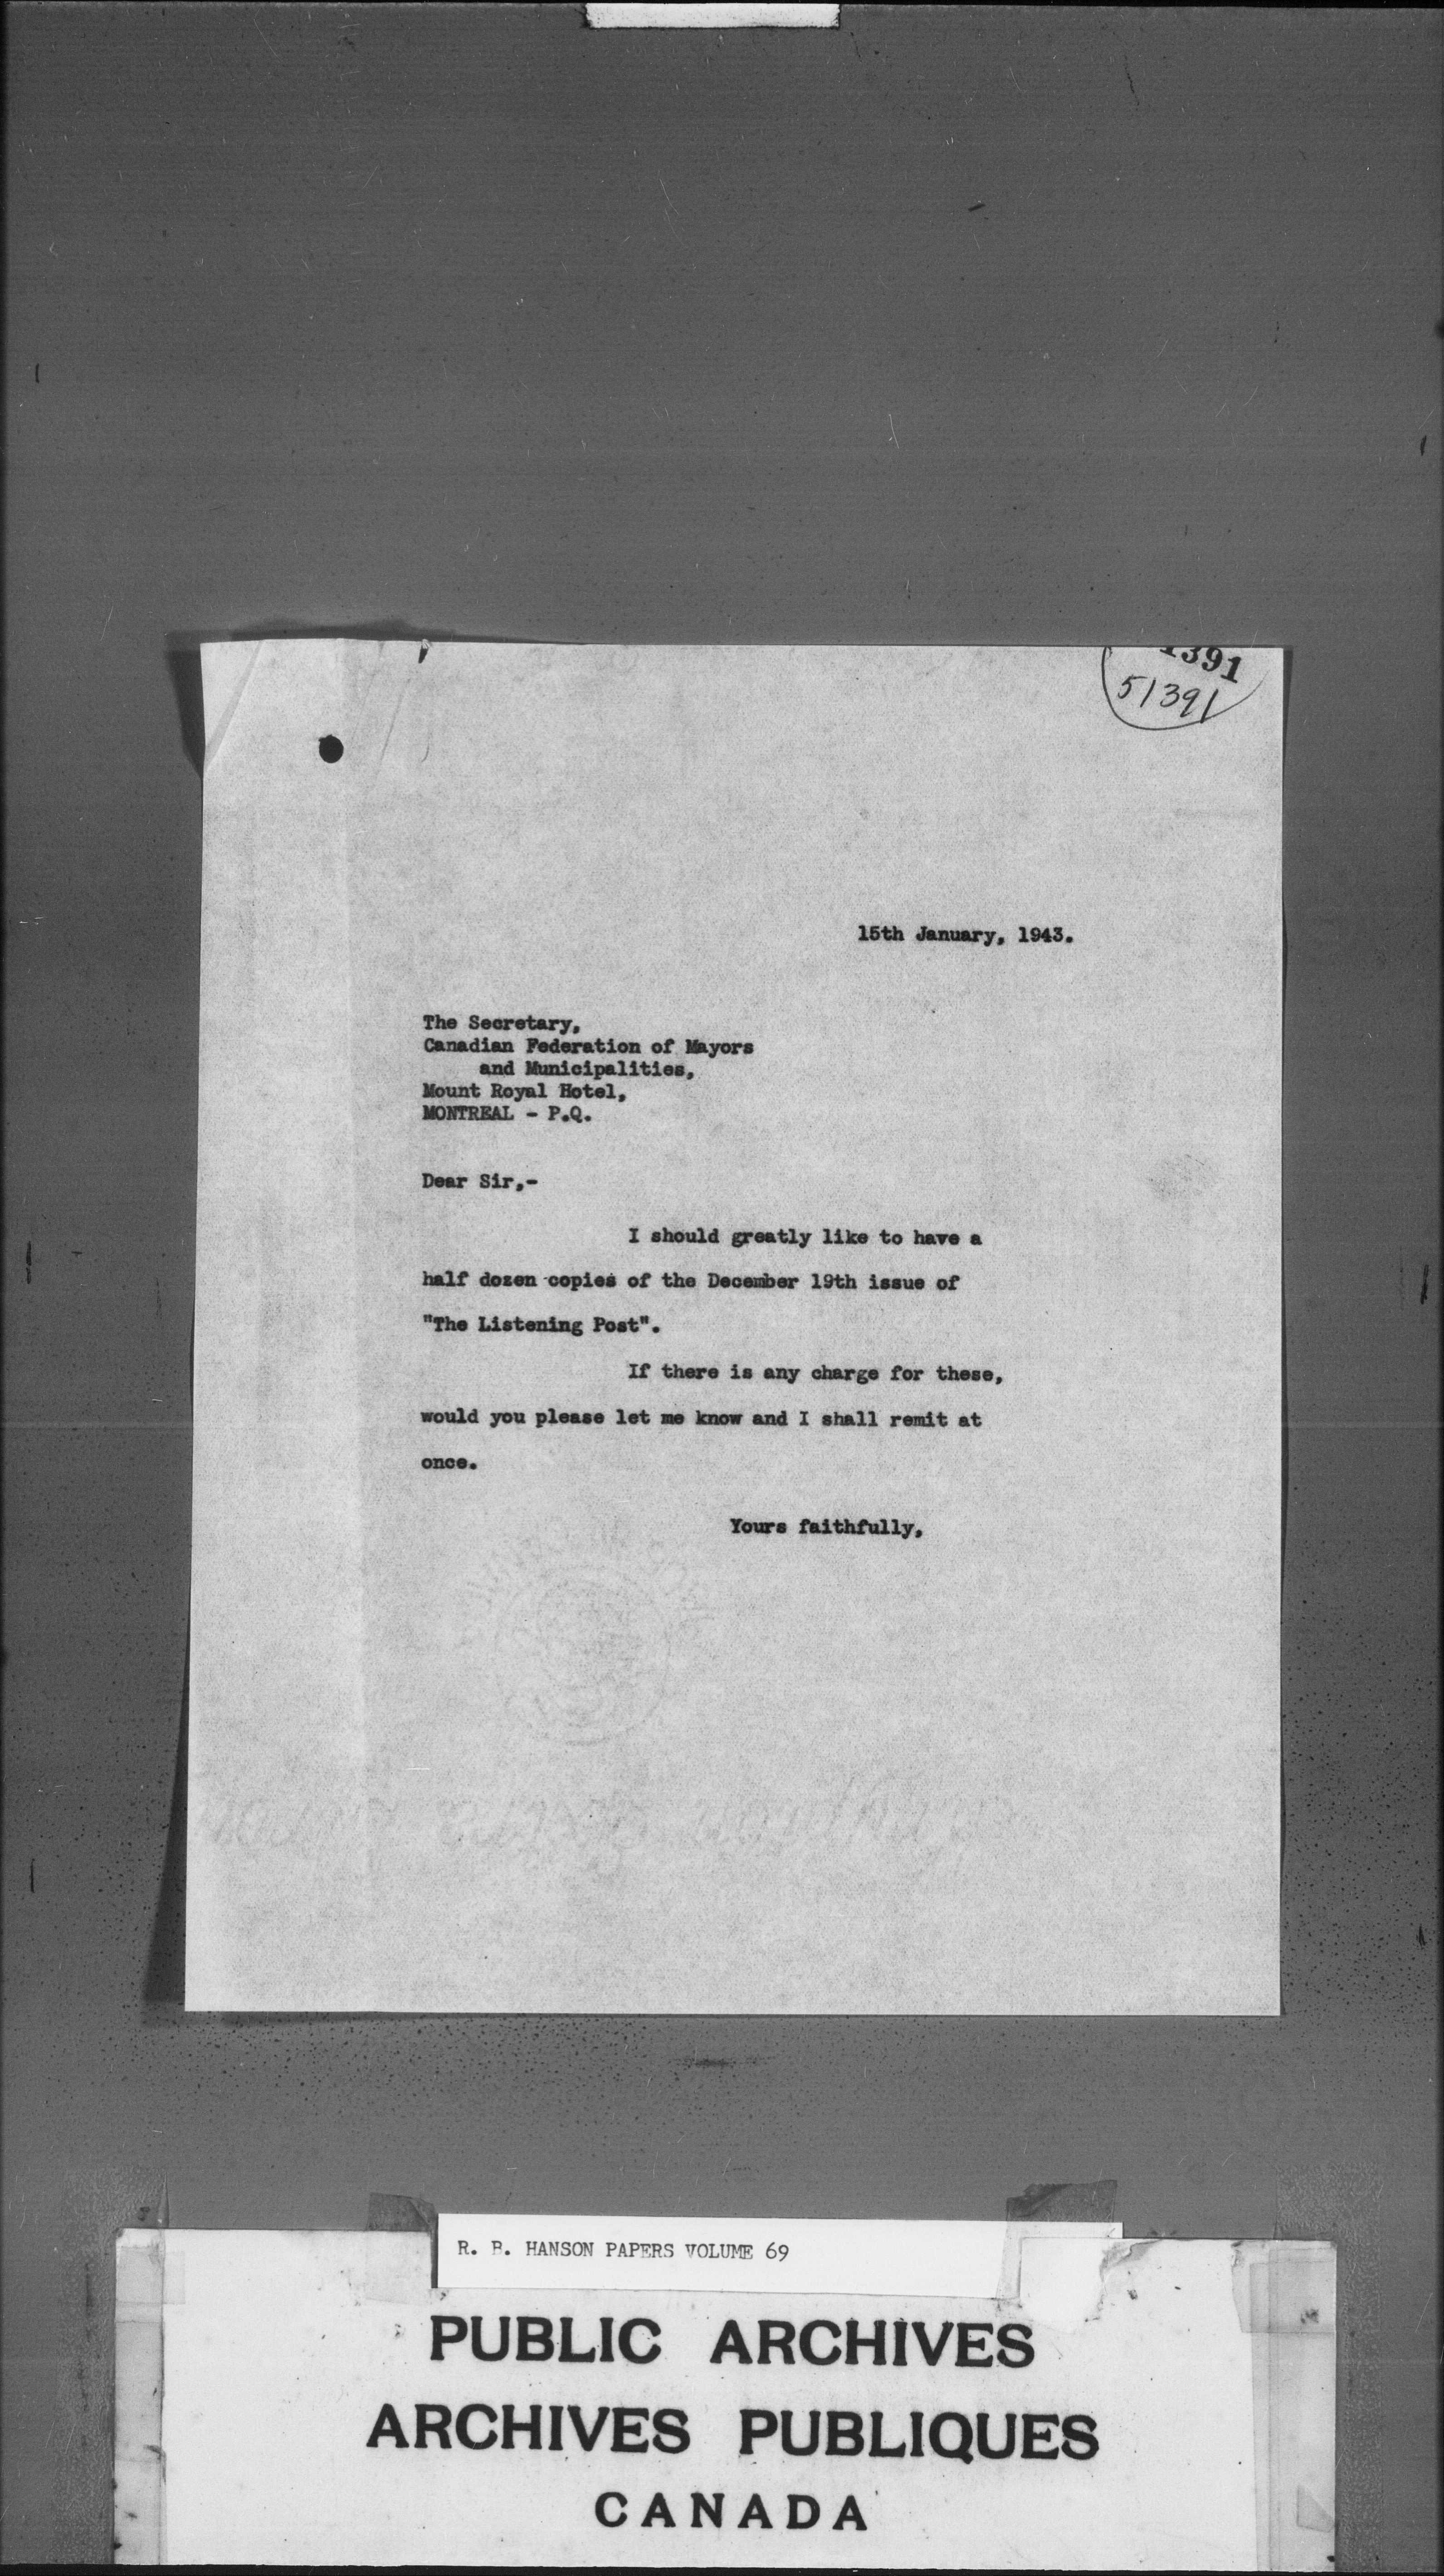 1391
51391
15th January, 1943.
The Secretary,
Canadian Federation of Mayors
and Municipalities,
Mount Royal Hotel,
MONTREAL - P.Q.
Dear Sir,-
I should greatly like to have a
half dozen copies of the December 19th issue of
"The Listening Post".
If there is any charge for these,
would you please let me know and I shall remit at
once.
Yours faithfully,
R. B. HANSON PAPERS VOLUME 69
PUBLIC ARCHIVES
ARCHIVES PUBLIQUES
CANADA